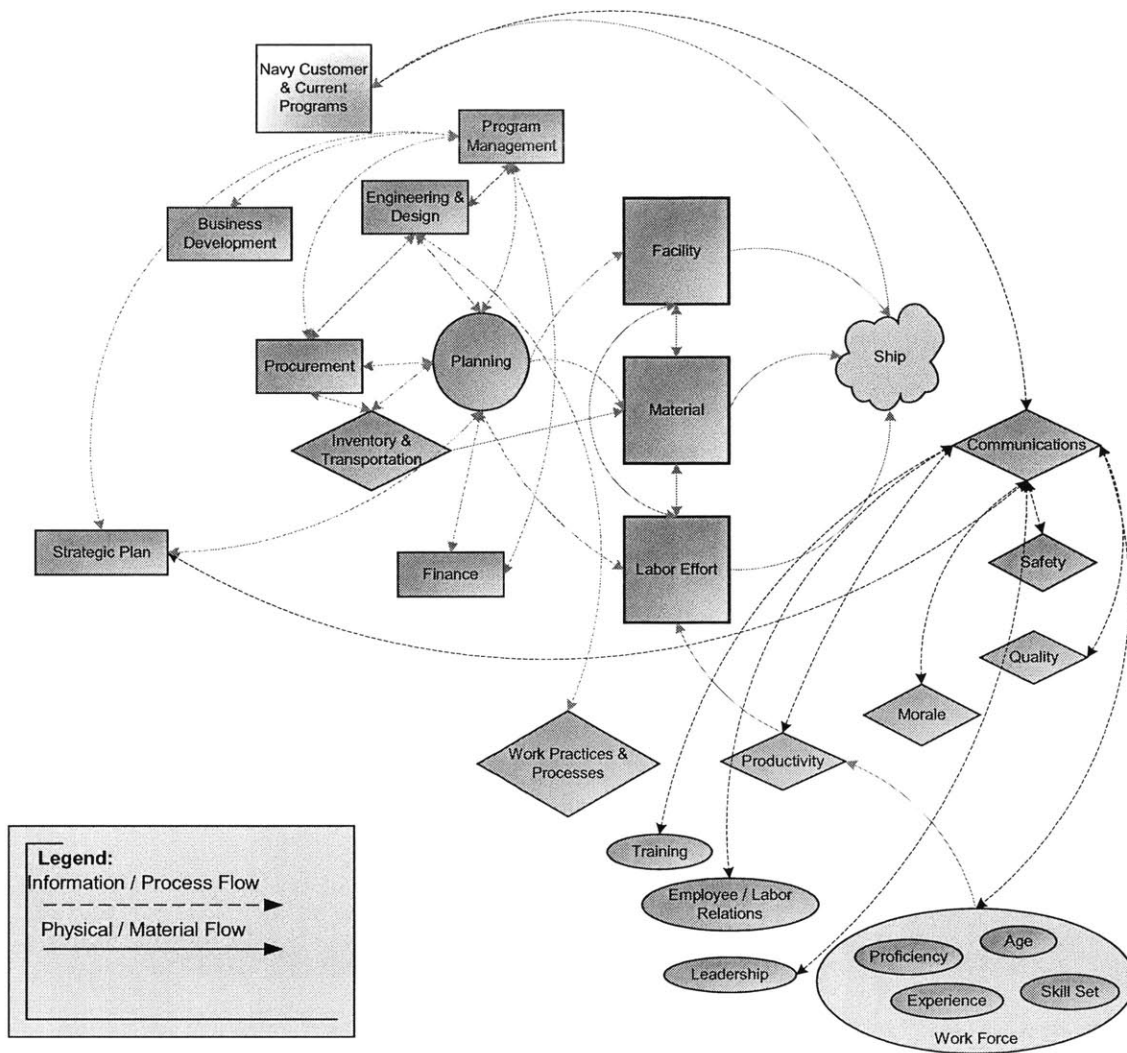 Navy Customer
& Current
Programs
Program
Management
Engineering &
Design
Business
Development
Facility
Procurement
Planning
Ship
Material
Inventory &
Transportation
Communications
Strategic Plan
Finance
Labor Effort
Safety
Quality
Morale
Work Practices &
Processes
Productivity
Training
Employee / Labor
Relations
Leadership
Proficiency
Age
Experience
Skill Set
Work Force
Legend:
Information / Process Flow
Physical / Material Flow